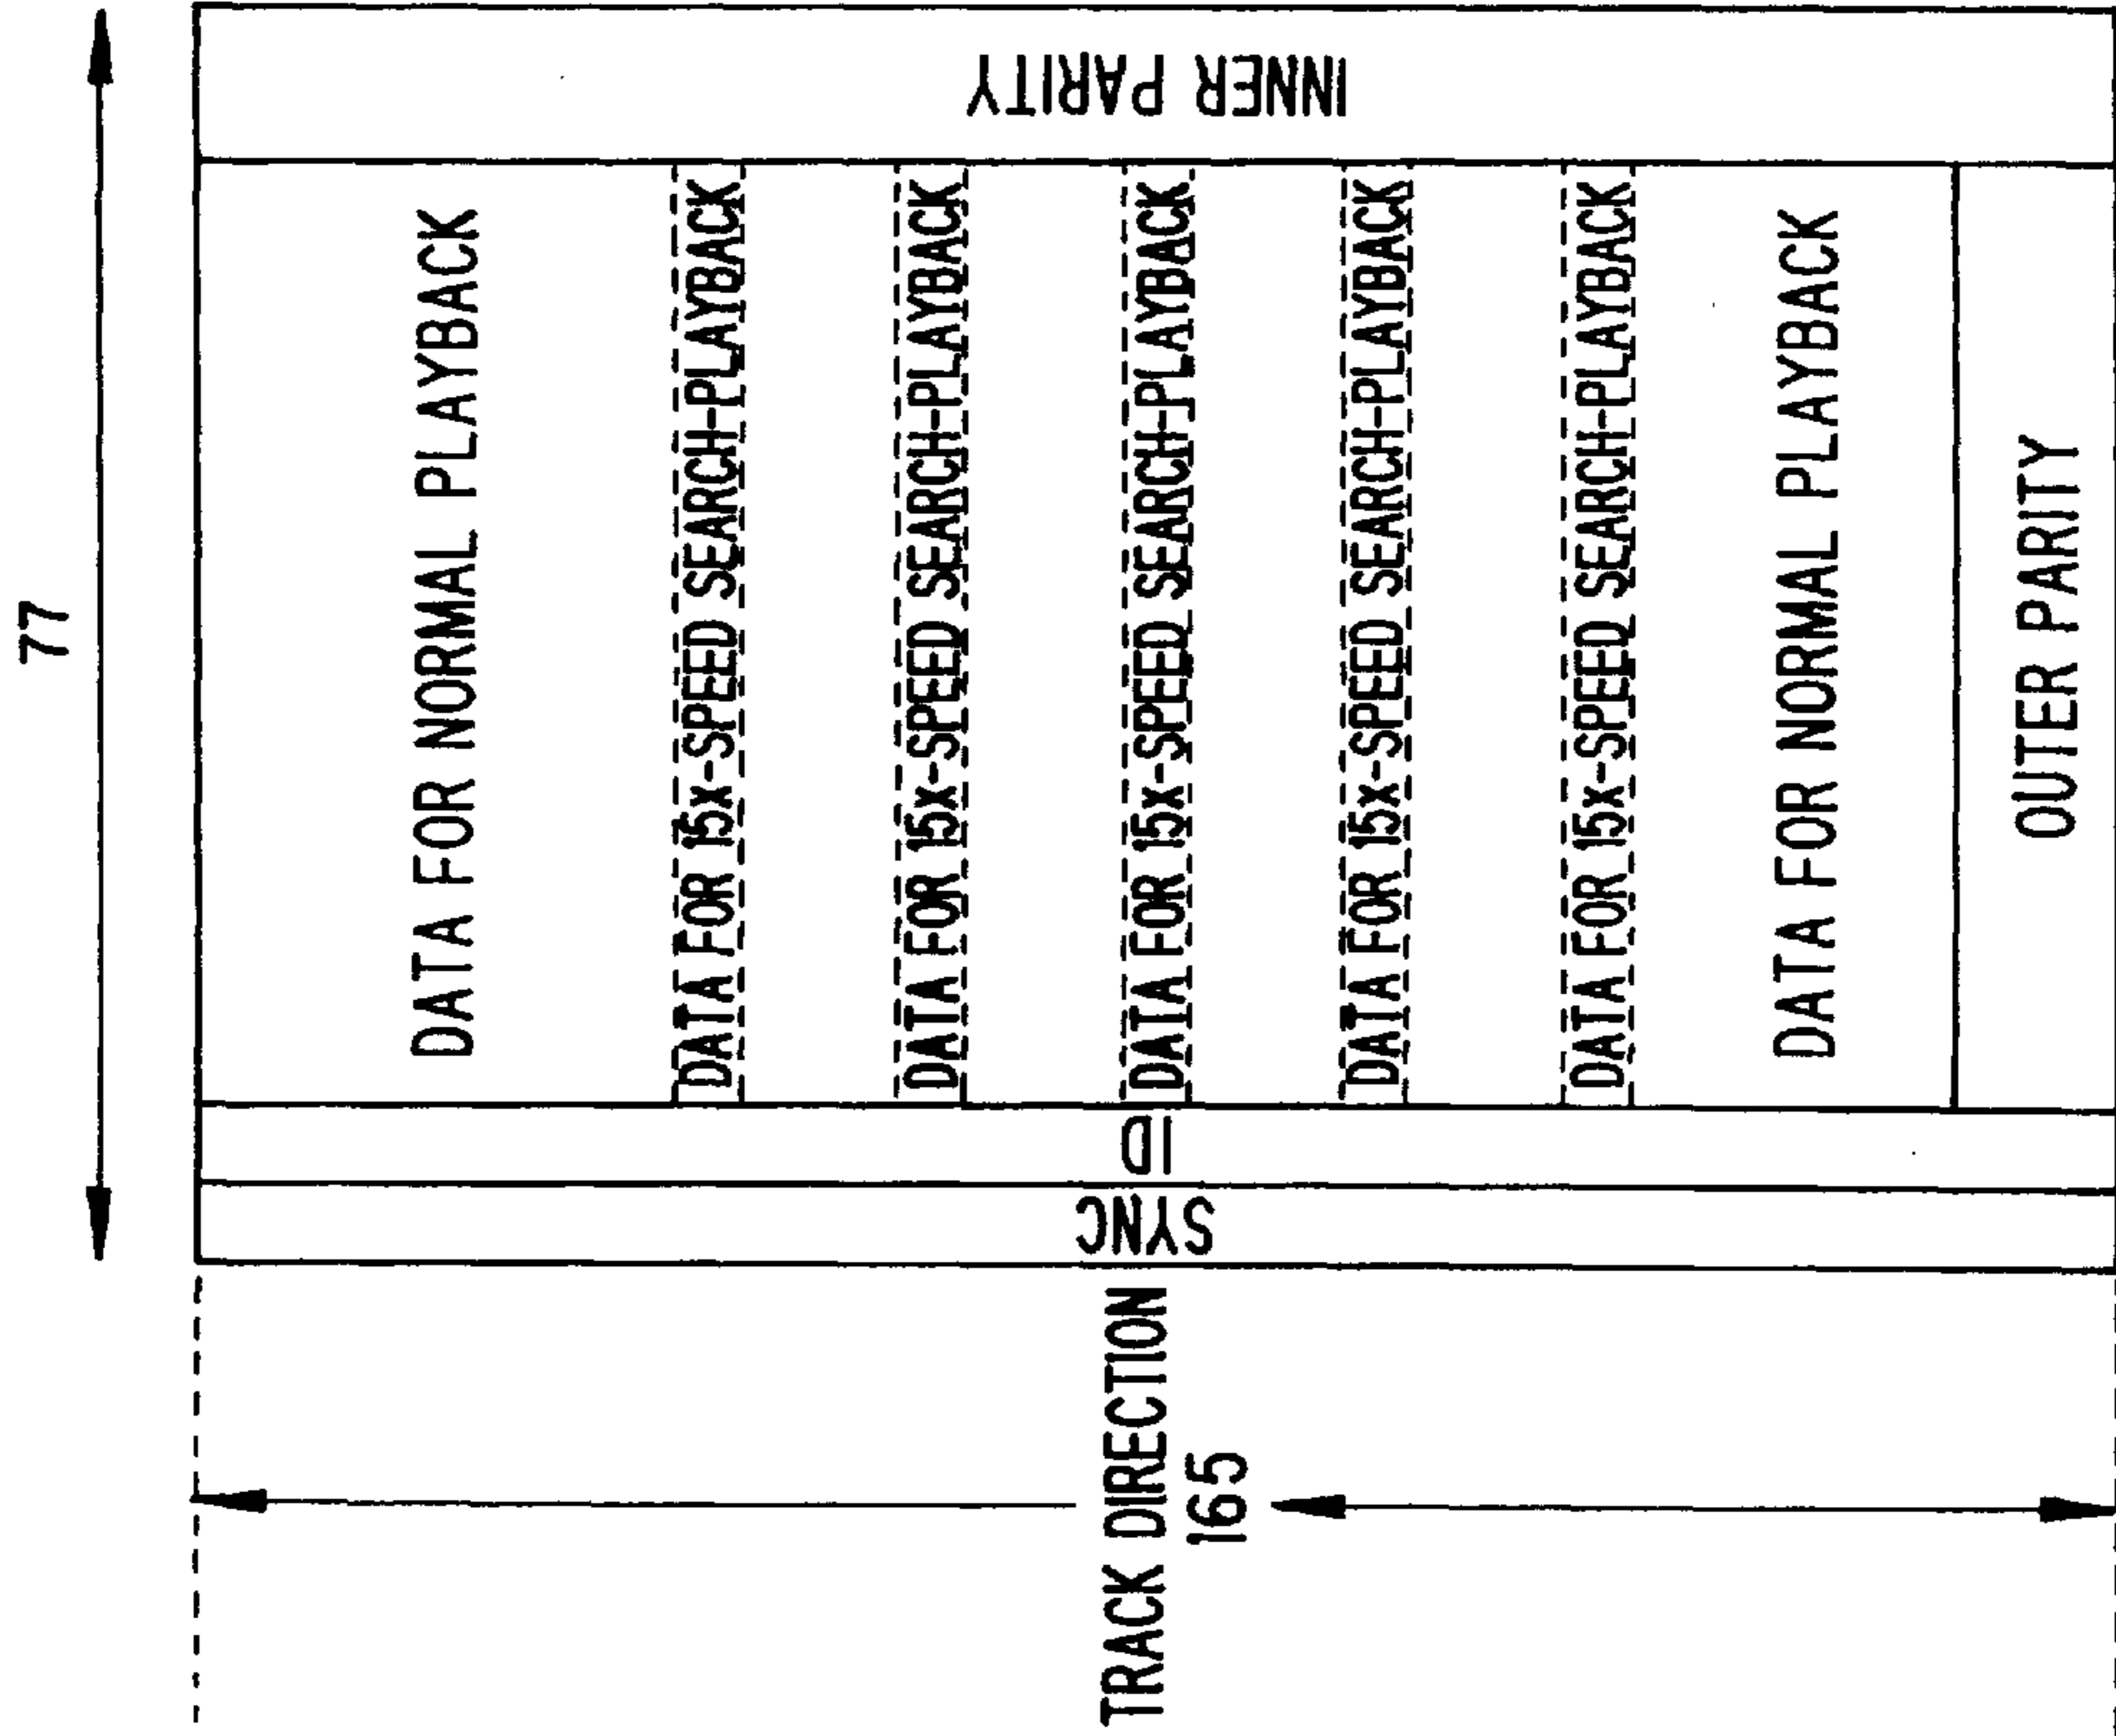 77
INNER PARITY
DATA FOR NORMAL PLAYBACK
DATA FOR 15x-SPEED SEARCH-PLAYBACK
DATA FOR 15x-SPEED SEARCH-PLAYBACK
DATA FOR 15x-SPEED SEARCH-PLAYBACK
DATA FOR 15x-SPEED SEARCH-PLAYBACK
DATA FOR 15x-SPEED SEARCH-PLAYBACK
DATA FOR NORMAL PLAYBACK
OUTER PARITY
ID
SYNC
TRACK DIRECTION
165